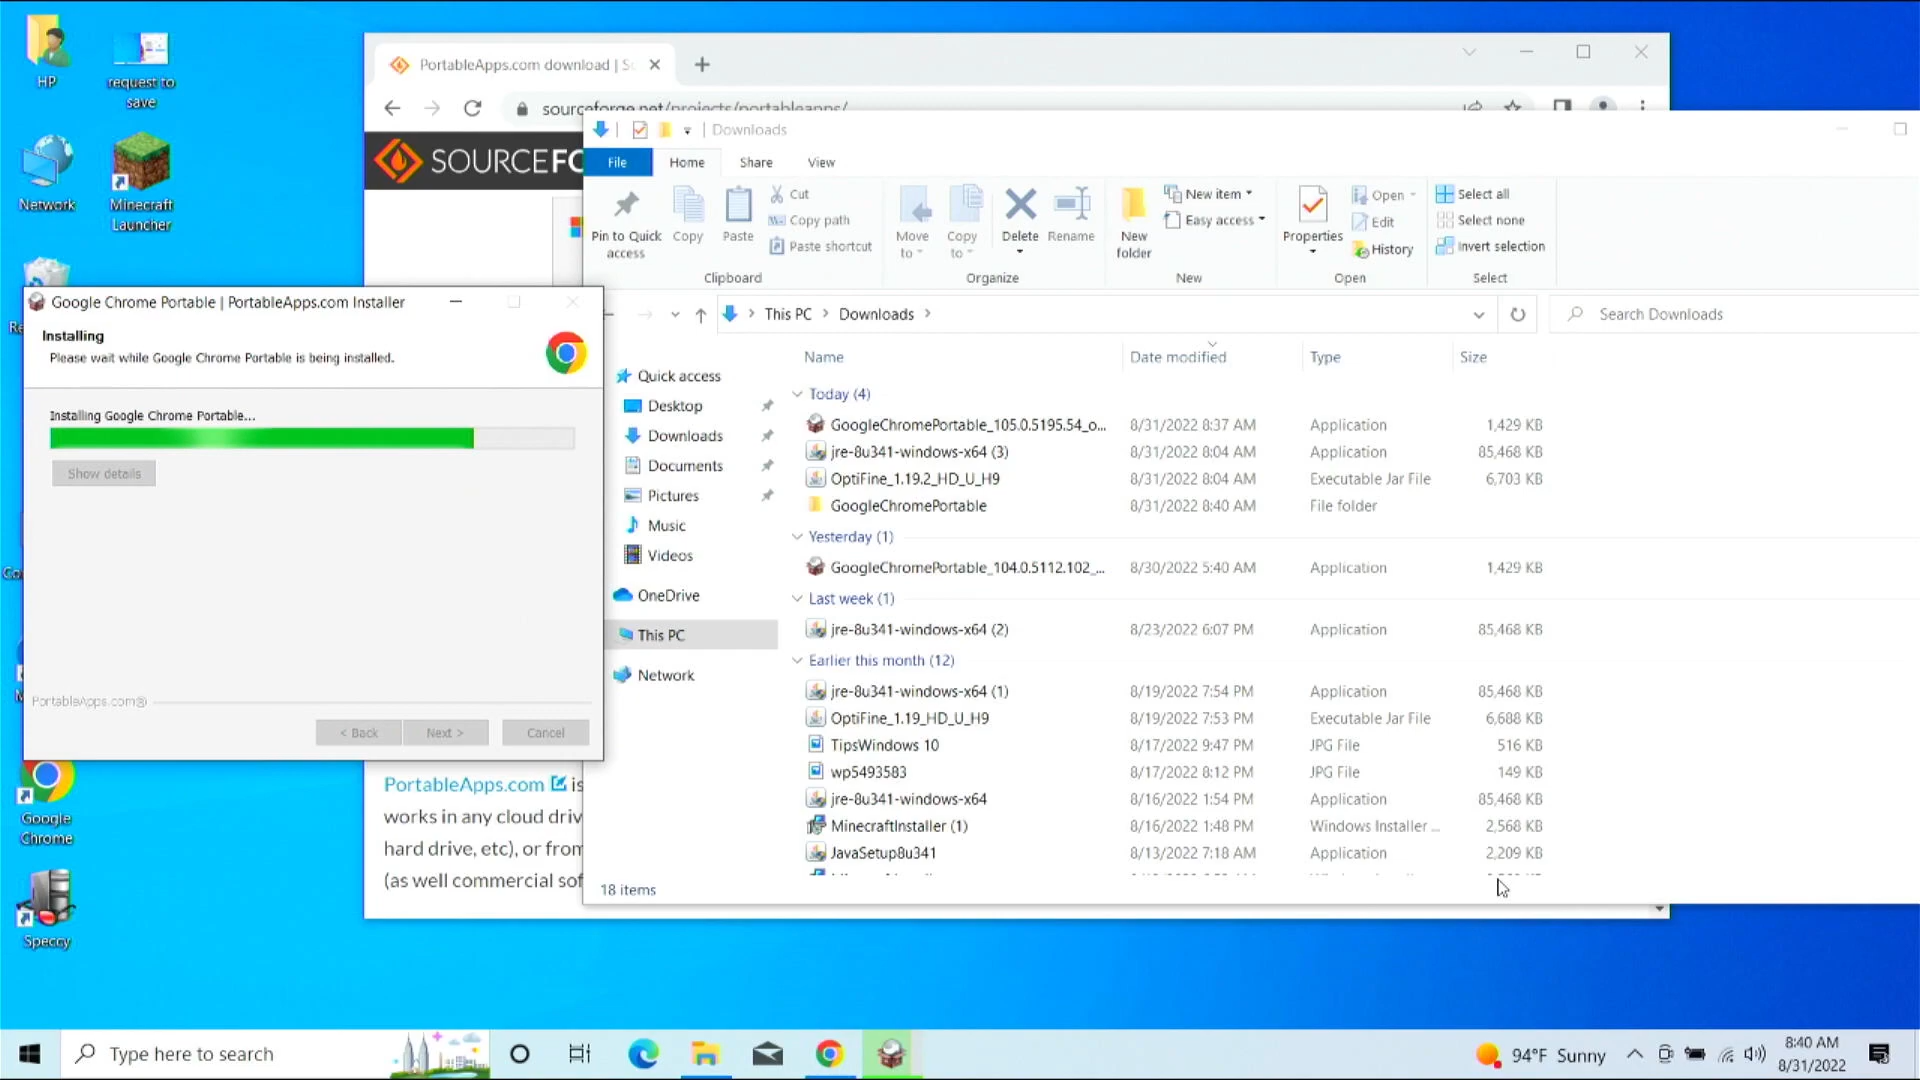 HP
request to
save
Network
Minecraft
Launcher
Google
Chrome
Speccy
PortableApps.com download | S
sourceforge.net/projects/portableapps/
SOURCEFO
PortableApps.com is
works in any cloud driv
hard drive, etc), or from
(as well commercial sof
Google Chrome Portable | PortableApps.com Installer
Installing
Please wait while Google Chrome Portable is being installed.
Installing Google Chrome Portable...
Show details
PortableApps.com®
< Back
Next >
Cancel
Downloads
File
Home
Share
View
Pin to Quick
access
Copy
Paste
Cut
Copy path
Paste shortcut
Clipboard
Move
to
Copy
to
Delete
Rename
Organize
New
folder
New item
Easy access
New
Properties
Open
Edit
History
Open
Select all
Select none
Invert selection
Select
This PC > Downloads >
Search Downloads
Quick access
Desktop
Downloads
Documents
Pictures
Music
Videos
OneDrive
This PC
Network
Name Date modified Type Size
Today (4)
GoogleChromePortable_105.0.5195.54_o... 8/31/2022 8:37 AM Application 1,429 KB
jre-8u341-windows-x64 (3) 8/31/2022 8:04 AM Application 85,468 KB
OptiFine_1.19.2_HD_U_H9 8/31/2022 8:04 AM Executable Jar File 6,703 KB
GoogleChromePortable 8/31/2022 8:40 AM File folder
Yesterday (1)
GoogleChromePortable_104.0.5112.102_... 8/30/2022 5:40 AM Application 1,429 KB
Last week (1)
jre-8u341-windows-x64 (2) 8/23/2022 6:07 PM Application 85,468 KB
Earlier this month (12)
jre-8u341-windows-x64 (1) 8/19/2022 7:54 PM Application 85,468 KB
OptiFine_1.19_HD_U_H9 8/19/2022 7:53 PM Executable Jar File 6,688 KB
TipsWindows 10 8/17/2022 9:47 PM JPG File 516 KB
wp5493583 8/17/2022 8:12 PM JPG File 149 KB
jre-8u341-windows-x64 8/16/2022 1:54 PM Application 85,468 KB
MinecraftInstaller (1) 8/16/2022 1:48 PM Windows Installer ... 2,568 KB
JavaSetup8u341 8/13/2022 7:18 AM Application 2,209 KB
18 items
Type here to search
94°F Sunny
8:40 AM
8/31/2022